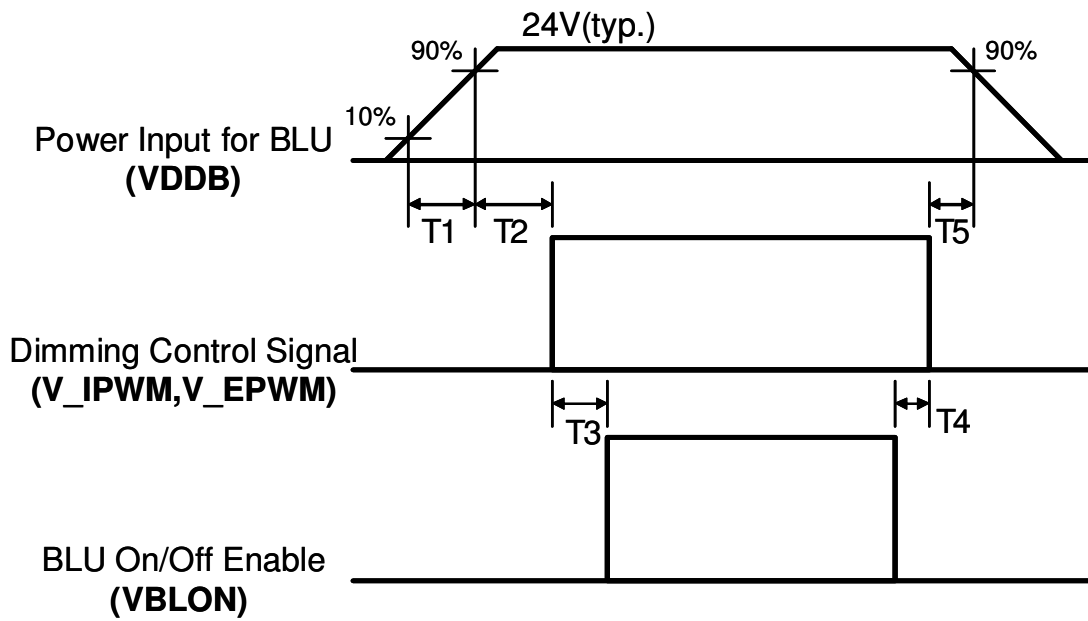 24V(typ.)
90%
90%
10%
Power Input for BLU
(VDDB)
T1
T2
T5
Dimming Control Signal
(V_IPWM,V_EPWM)
T3
T4
BLU On/Off Enable
(VBLON)